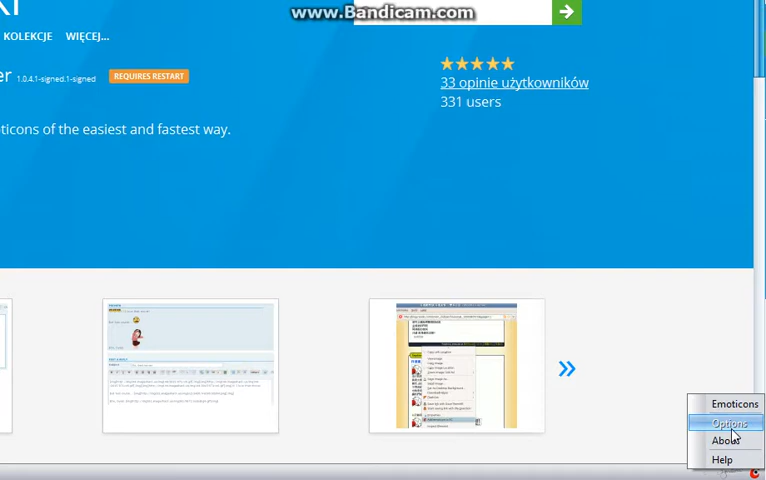 www.Bandicam.com
KOLEKCJE WIĘCEJ...
er 1.0.4.1-signed.1-signed REQUIRES RESTART
33 opinie użytkowników
331 users
ticons of the easiest and fastest way.
»
Emoticons
Options
About
Help